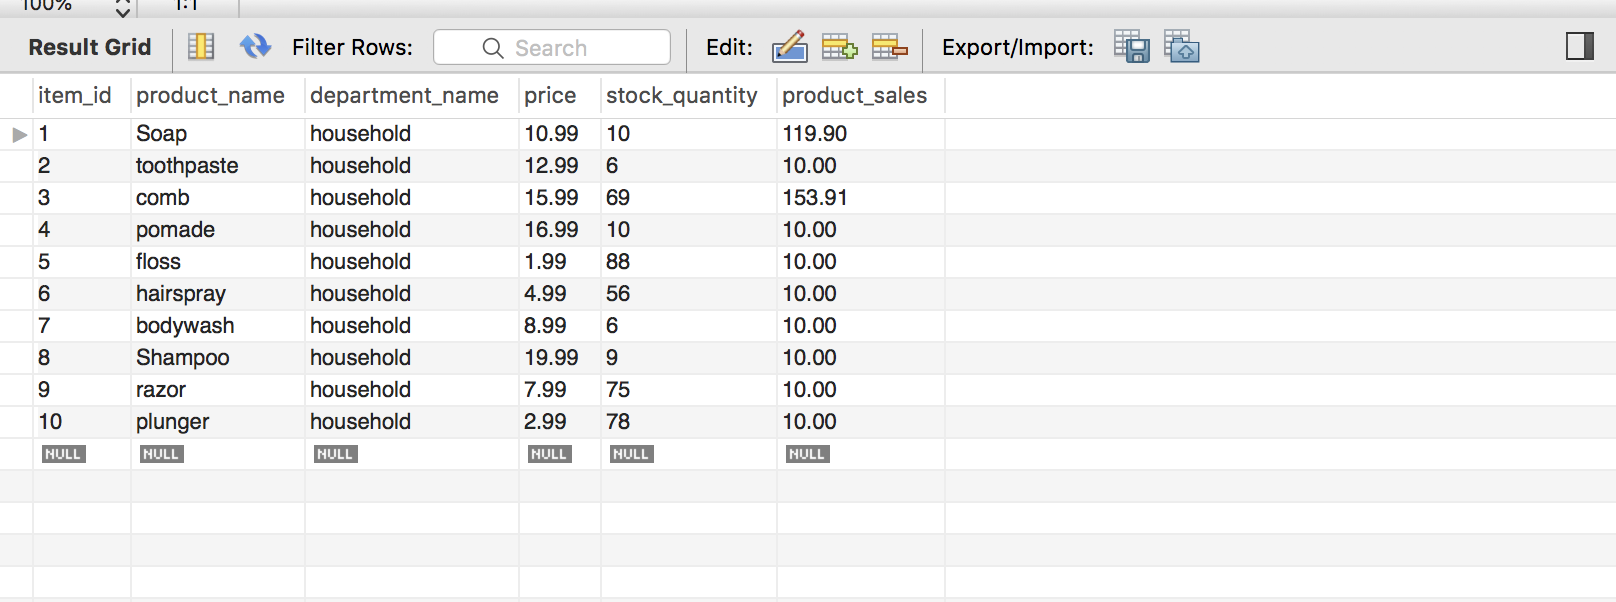 100% 1:1
Result Grid Filter Rows: Search Edit: Export/Import:
item_id product_name department_name price stock_quantity product_sales
1 Soap household 10.99 10 119.90
2 toothpaste household 12.99 6 10.00
3 comb household 15.99 69 153.91
4 pomade household 16.99 10 10.00
5 floss household 1.99 88 10.00
6 hairspray household 4.99 56 10.00
7 bodywash household 8.99 6 10.00
8 Shampoo household 19.99 9 10.00
9 razor household 7.99 75 10.00
10 plunger household 2.99 78 10.00
NULL NULL NULL NULL NULL NULL